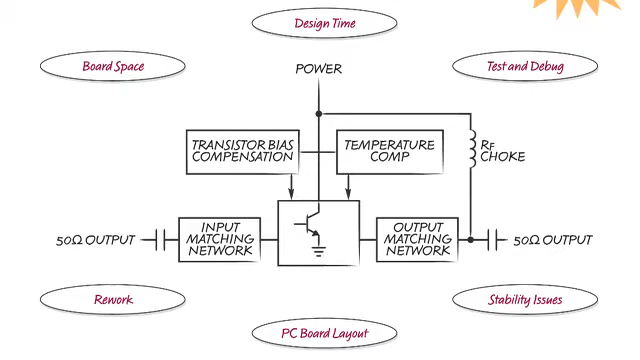 Design Time
Board Space
Test and Debug
POWER
TRANSISTOR BIAS
COMPENSATION
TEMPERATURE
COMP
RF
CHOKE
50Ω OUTPUT
INPUT
MATCHING
NETWORK
OUTPUT
MATCHING
NETWORK
50Ω OUTPUT
Rework
Stability Issues
PC Board Layout